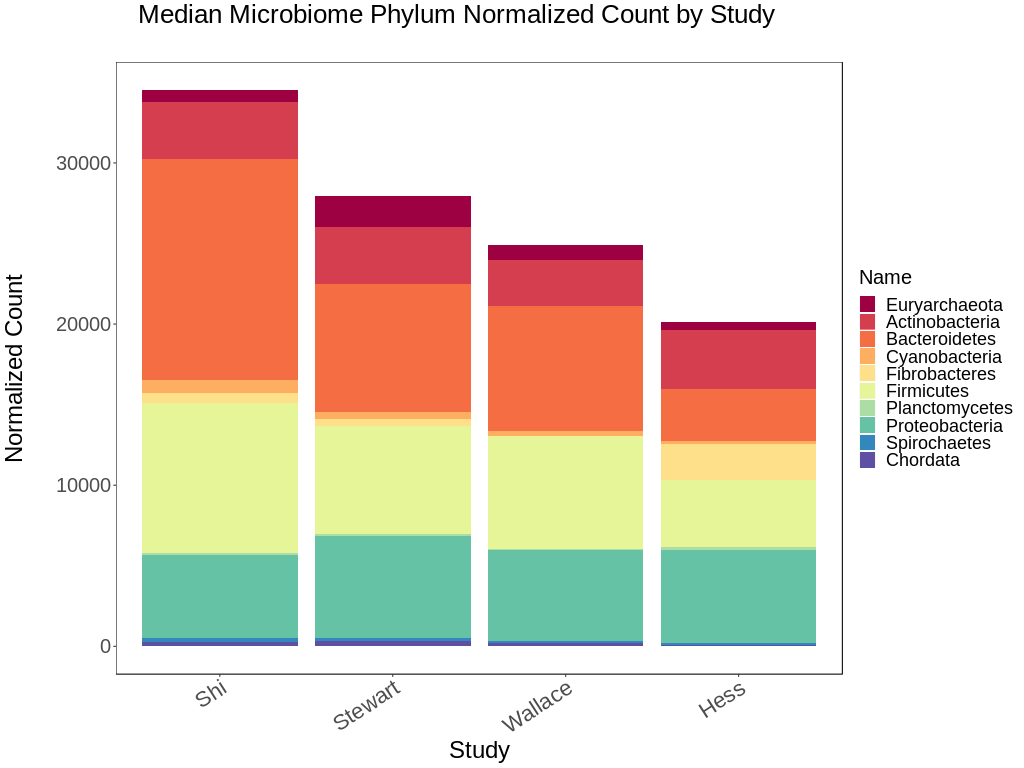 Median Microbiome Phylum Normalized Count by Study
Normalized Count
30000
20000
10000
0
Shi
Stewart
Wallace
Hess
Study
Name
Euryarchaeota
Actinobacteria
Bacteroidetes
Cyanobacteria
Fibrobacteres
Firmicutes
Planctomycetes
Proteobacteria
Spirochaetes
Chordata